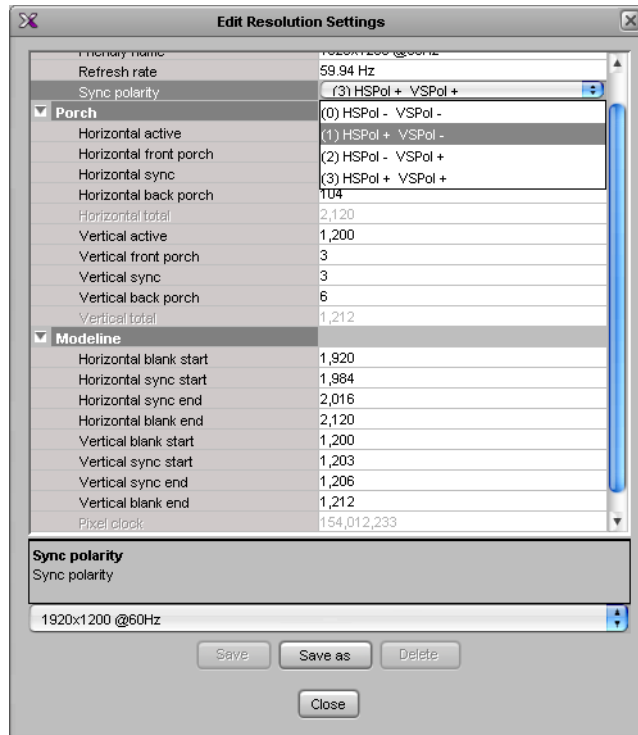 Edit Resolution Settings
Friendly name 1920x1200 @60Hz
Refresh rate 59.94 Hz
Sync polarity (3) HSPol + VSPol +
Porch (0) HSPol - VSPol -
Horizontal active (1) HSPol + VSPol -
Horizontal front porch (2) HSPol - VSPol +
Horizontal sync (3) HSPol + VSPol +
Horizontal back porch 104
Horizontal total 2,120
Vertical active 1,200
Vertical front porch 3
Vertical sync 3
Vertical back porch 6
Vertical total 1,212
Modeline
Horizontal blank start 1,920
Horizontal sync start 1,984
Horizontal sync end 2,016
Horizontal blank end 2,120
Vertical blank start 1,200
Vertical sync start 1,203
Vertical sync end 1,206
Vertical blank end 1,212
Pixel clock 154,012,233
Sync polarity
Sync polarity
1920x1200 @60Hz
Save Save as Delete
Close